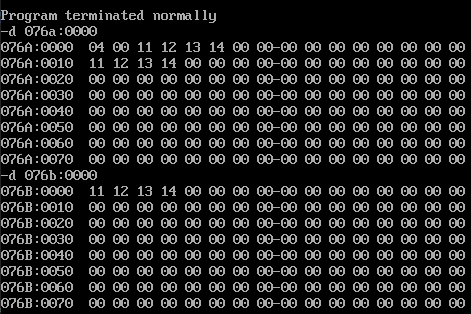 Program terminated normally
-d 076a:0000
076A:0000  04 00 11 12 13 14 00 00-00 00 00 00 00 00 00 00
076A:0010  11 12 13 14 00 00 00 00-00 00 00 00 00 00 00 00
076A:0020  00 00 00 00 00 00 00 00-00 00 00 00 00 00 00 00
076A:0030  00 00 00 00 00 00 00 00-00 00 00 00 00 00 00 00
076A:0040  00 00 00 00 00 00 00 00-00 00 00 00 00 00 00 00
076A:0050  00 00 00 00 00 00 00 00-00 00 00 00 00 00 00 00
076A:0060  00 00 00 00 00 00 00 00-00 00 00 00 00 00 00 00
076A:0070  00 00 00 00 00 00 00 00-00 00 00 00 00 00 00 00
-d 076b:0000
076B:0000  11 12 13 14 00 00 00 00-00 00 00 00 00 00 00 00
076B:0010  00 00 00 00 00 00 00 00-00 00 00 00 00 00 00 00
076B:0020  00 00 00 00 00 00 00 00-00 00 00 00 00 00 00 00
076B:0030  00 00 00 00 00 00 00 00-00 00 00 00 00 00 00 00
076B:0040  00 00 00 00 00 00 00 00-00 00 00 00 00 00 00 00
076B:0050  00 00 00 00 00 00 00 00-00 00 00 00 00 00 00 00
076B:0060  00 00 00 00 00 00 00 00-00 00 00 00 00 00 00 00
076B:0070  00 00 00 00 00 00 00 00-00 00 00 00 00 00 00 00